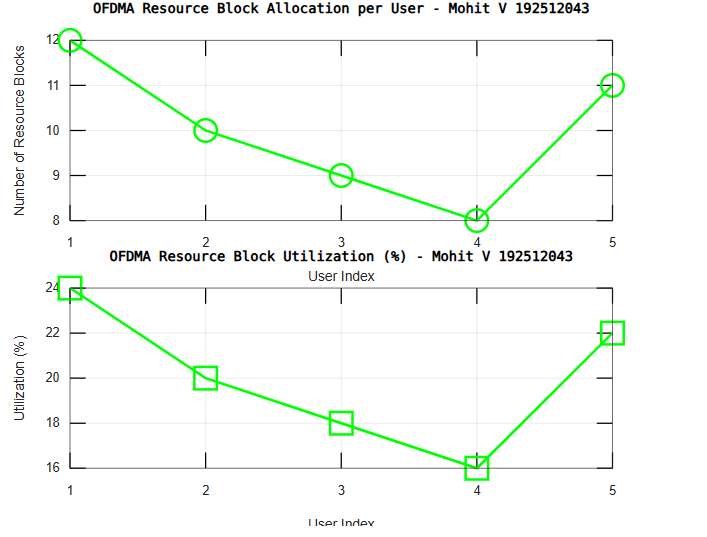 OFDMA Resource Block Allocation per User - Mohit V 192512043
Number of Resource Blocks
12
11
10
9
8
1 2 3 4 5
User Index
OFDMA Resource Block Utilization (%) - Mohit V 192512043
Utilization (%)
24
22
20
18
16
1 2 3 4 5
User Index